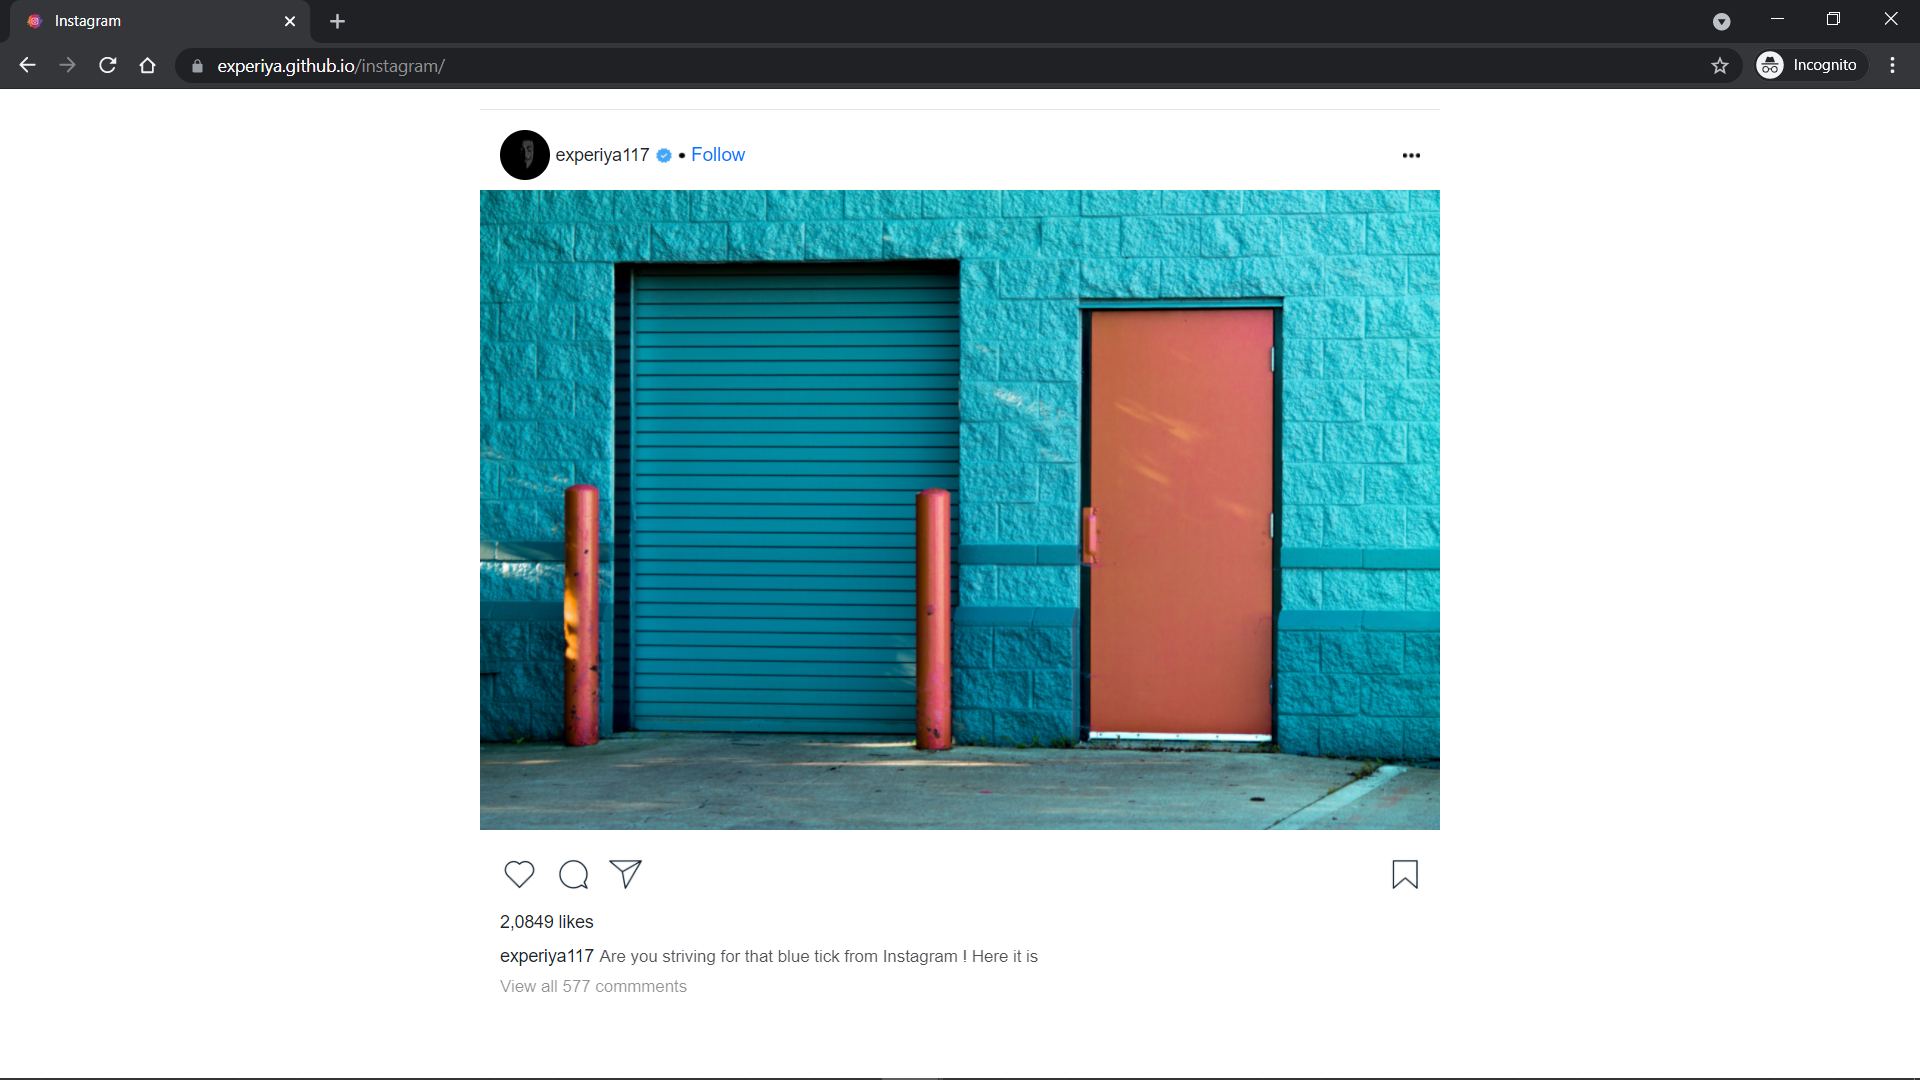 Instagram
experiya.github.io/instagram/
Incognito
experiya117 • Follow
2,0849 likes
experiya117 Are you striving for that blue tick from Instagram ! Here it is
View all 577 commments